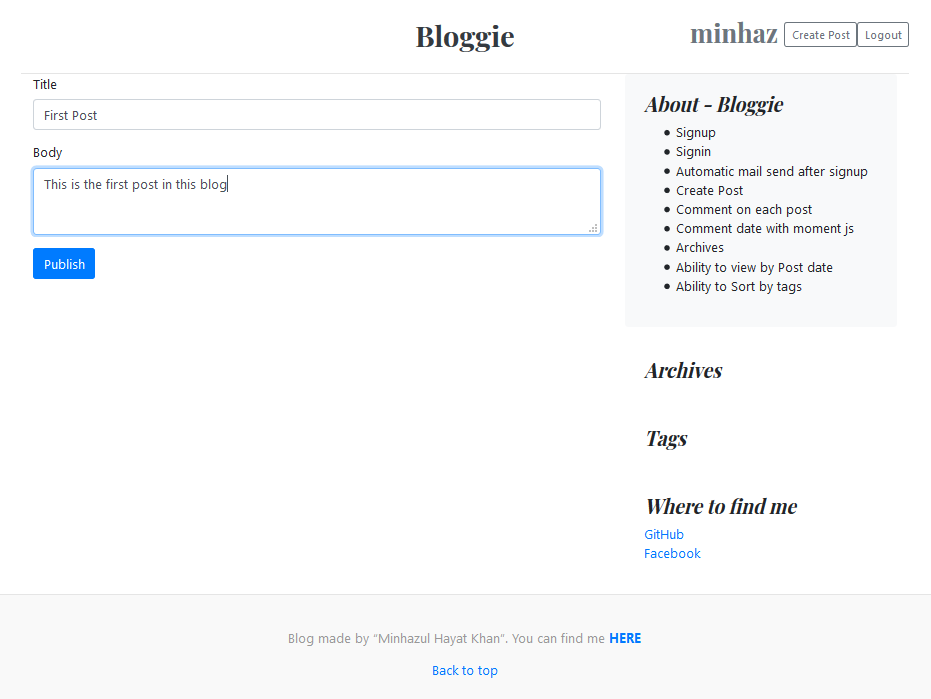 Bloggie
minhaz Create Post Logout
Title
First Post
Body
This is the first post in this blog
Publish
About - Bloggie
Signup
Signin
Automatic mail send after signup
Create Post
Comment on each post
Comment date with moment js
Archives
Ability to view by Post date
Ability to Sort by tags
Archives
Tags
Where to find me
GitHub
Facebook
Blog made by "Minhazul Hayat Khan". You can find me HERE
Back to top